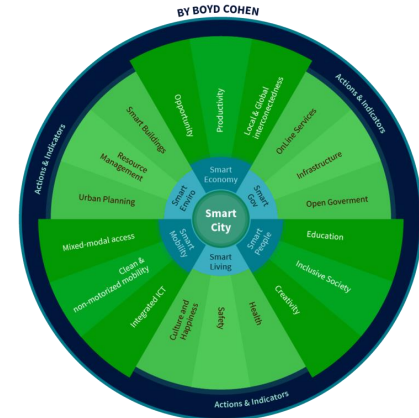 BY BOYD COHEN
Actions & Indicators
Actions & Indicators
Actions & Indicators
Smart
City
Smart
Economy
Opportunity
Productivity
Local & Global
interconectedness
Smart
Gov
OnLine Services
Infrastructure
Open Goverment
Smart
People
Education
Inclusive Society
Creativity
Smart
Living
Health
Safety
Culture and
Happiness
Smart
Mobility
Integrated ICT
Clean &
non-motorized mobility
Mixed-modal access
Smart
Enviro
Urban Planning
Resource
Management
Smart Buildings